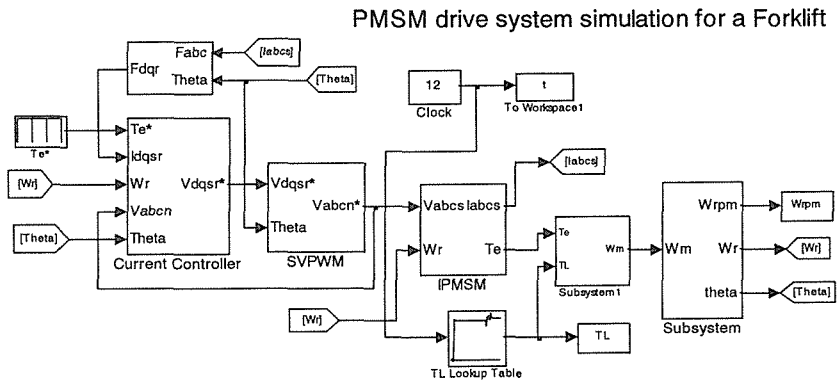 PMSM drive system simulation for a Forklift
Fabc
[Iabcs]
Fdqr
Theta
[Theta]
12
Clock
t
To Workspace1
Te*
Te*
Idqsr
[Wr]
Wr
Vdqsr*
Vabcn
[Theta]
Theta
Current Controller
Vdqsr*
Vabcn*
Theta
SVPWM
[Iabcs]
Vabcs Iabcs
Wr
Te
IPMSM
Te
Wm
TL
Subsystem1
Wrpm
Wrpm
Wm
Wr
[Wr]
theta
[Theta]
Subsystem
[Wr]
TL
TL Lookup Table